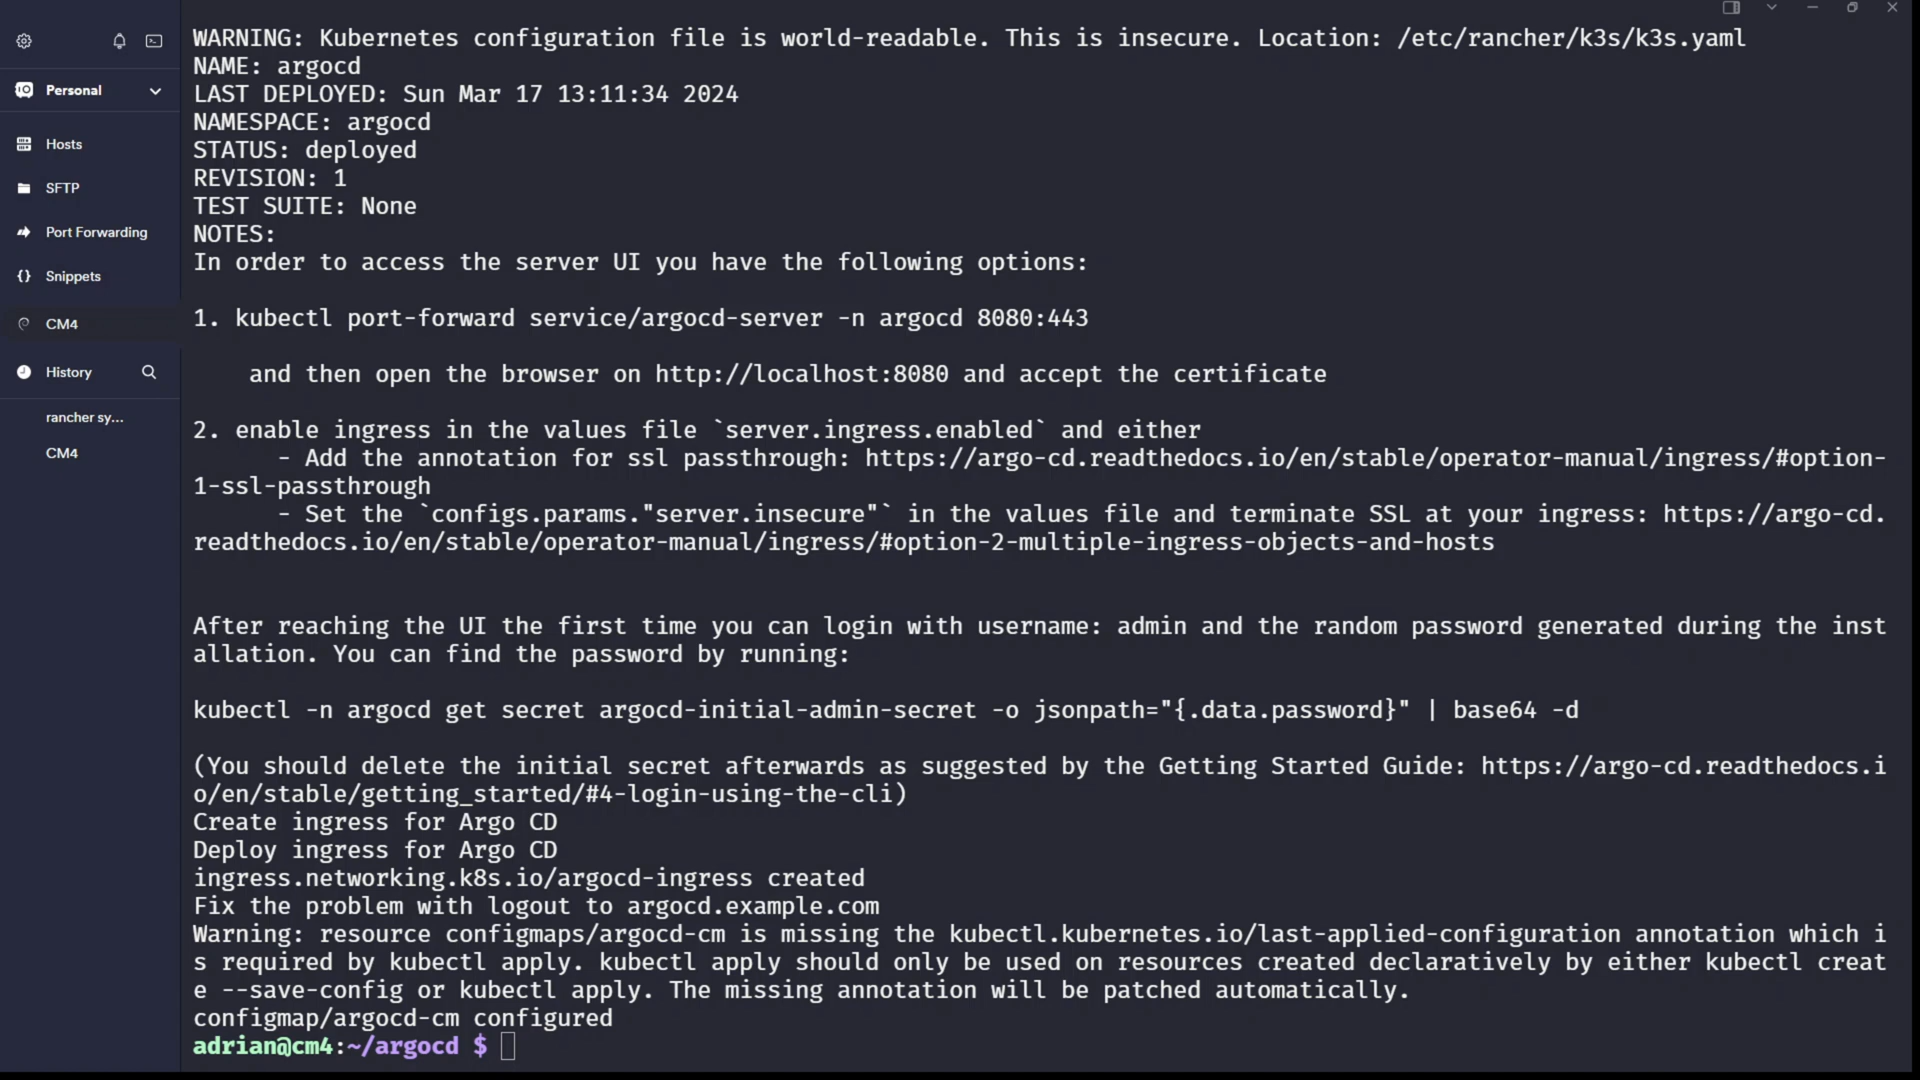 Personal
Hosts
SFTP
Port Forwarding
Snippets
CM4
History
rancher sy...
CM4
WARNING: Kubernetes configuration file is world-readable. This is insecure. Location: /etc/rancher/k3s/k3s.yaml
NAME: argocd
LAST DEPLOYED: Sun Mar 17 13:11:34 2024
NAMESPACE: argocd
STATUS: deployed
REVISION: 1
TEST SUITE: None
NOTES:
In order to access the server UI you have the following options:
1. kubectl port-forward service/argocd-server -n argocd 8080:443
and then open the browser on http://localhost:8080 and accept the certificate
2. enable ingress in the values file `server.ingress.enabled` and either
- Add the annotation for ssl passthrough: https://argo-cd.readthedocs.io/en/stable/operator-manual/ingress/#option-
1-ssl-passthrough
- Set the `configs.params."server.insecure"` in the values file and terminate SSL at your ingress: https://argo-cd.
readthedocs.io/en/stable/operator-manual/ingress/#option-2-multiple-ingress-objects-and-hosts
After reaching the UI the first time you can login with username: admin and the random password generated during the inst
allation. You can find the password by running:
kubectl -n argocd get secret argocd-initial-admin-secret -o jsonpath="{.data.password}" | base64 -d
(You should delete the initial secret afterwards as suggested by the Getting Started Guide: https://argo-cd.readthedocs.i
o/en/stable/getting_started/#4-login-using-the-cli)
Create ingress for Argo CD
Deploy ingress for Argo CD
ingress.networking.k8s.io/argocd-ingress created
Fix the problem with logout to argocd.example.com
Warning: resource configmaps/argocd-cm is missing the kubectl.kubernetes.io/last-applied-configuration annotation which i
s required by kubectl apply. kubectl apply should only be used on resources created declaratively by either kubectl creat
e --save-config or kubectl apply. The missing annotation will be patched automatically.
configmap/argocd-cm configured
adrian@cm4:~/argocd $